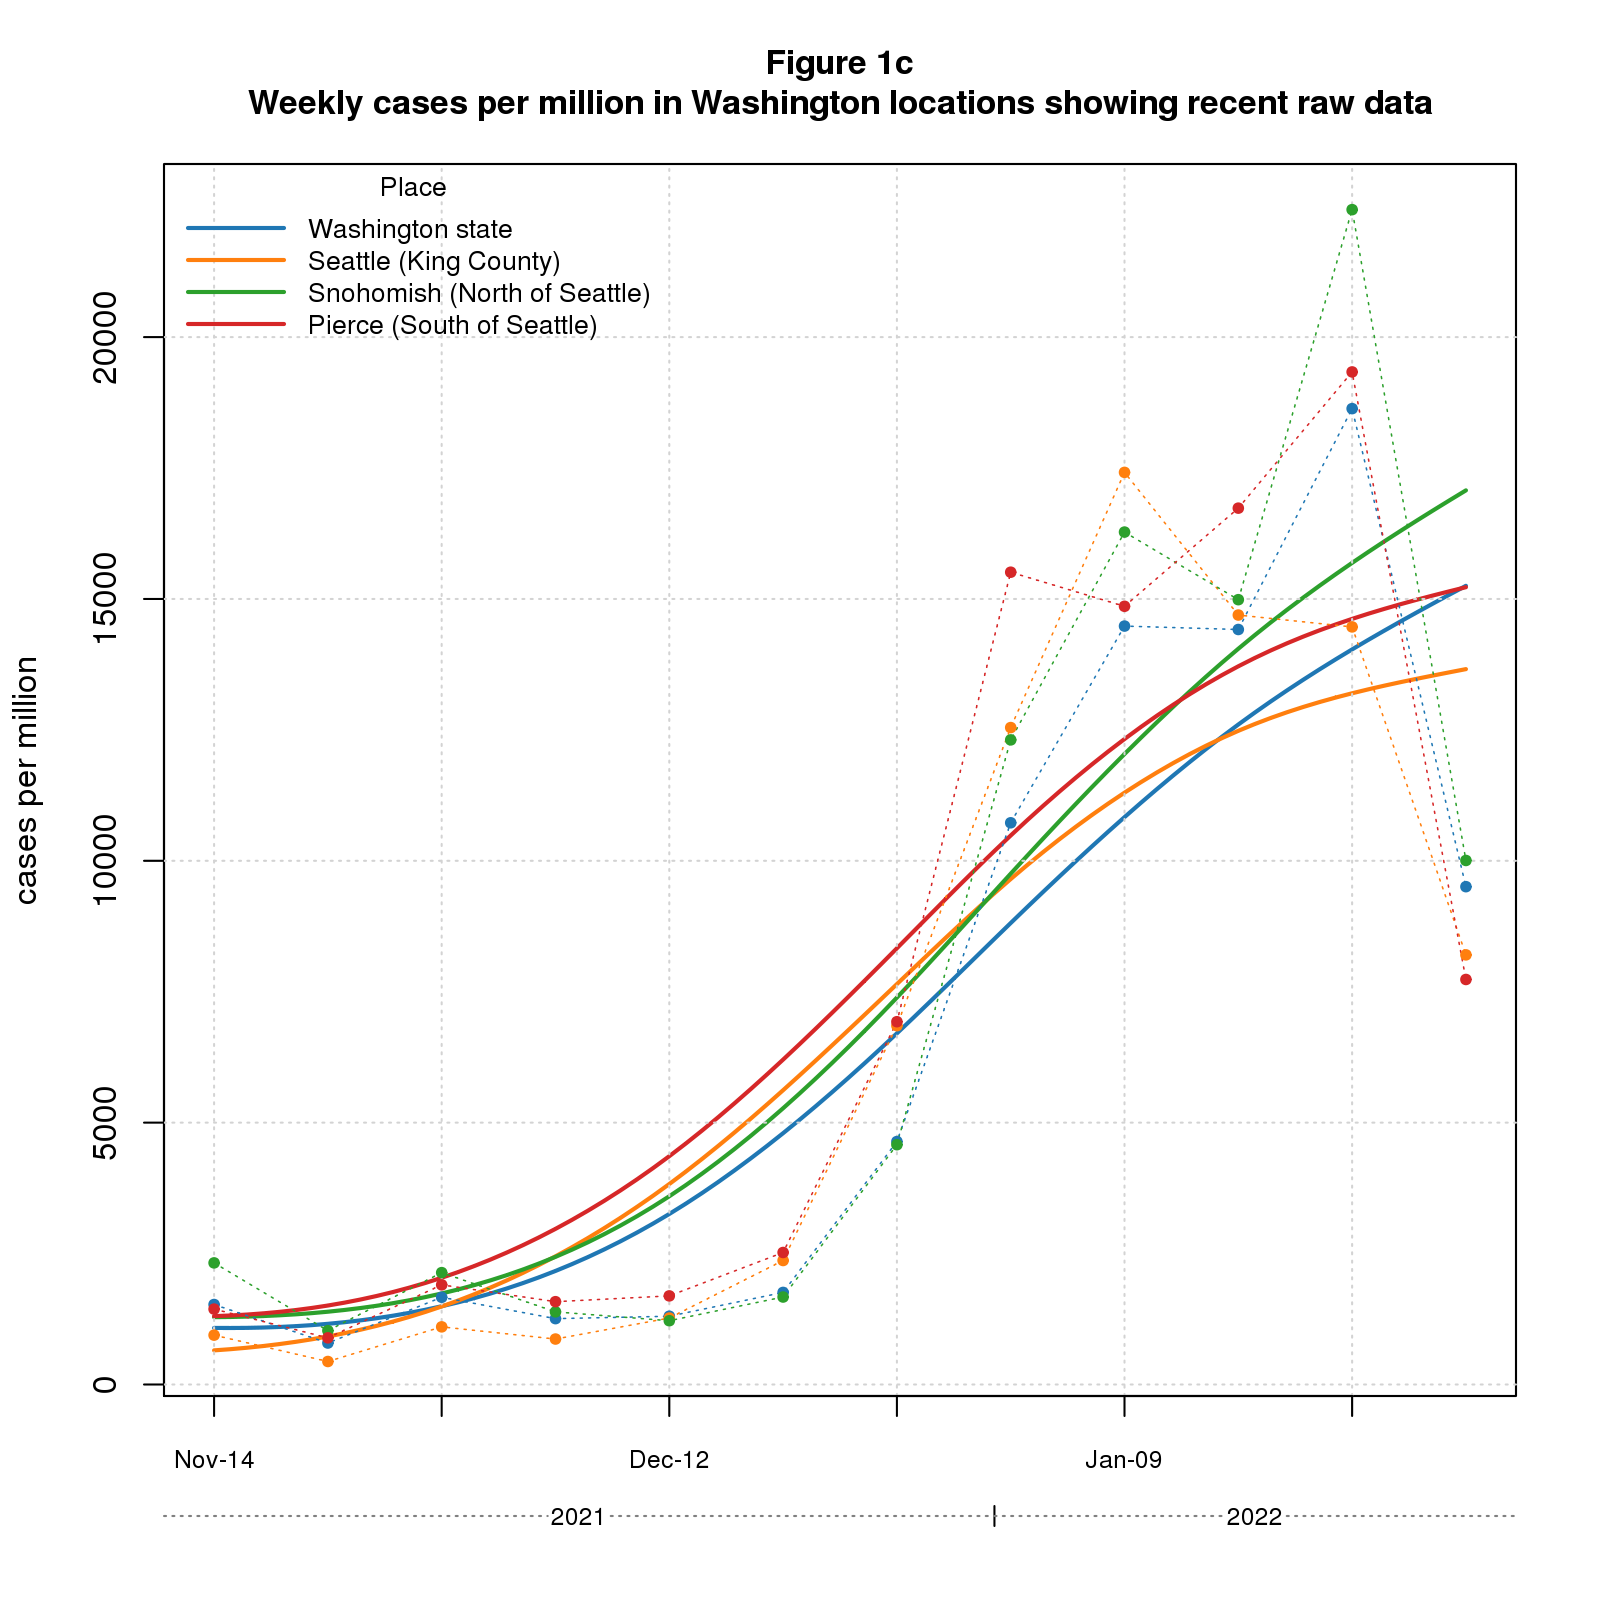 Figure 1c
Weekly cases per million in Washington locations showing recent raw data
Place
Washington state
Seattle (King County)
Snohomish (North of Seattle)
Pierce (South of Seattle)
cases per million
20000
15000
10000
5000
0
Nov-14 Dec-12 Jan-09
2021 2022